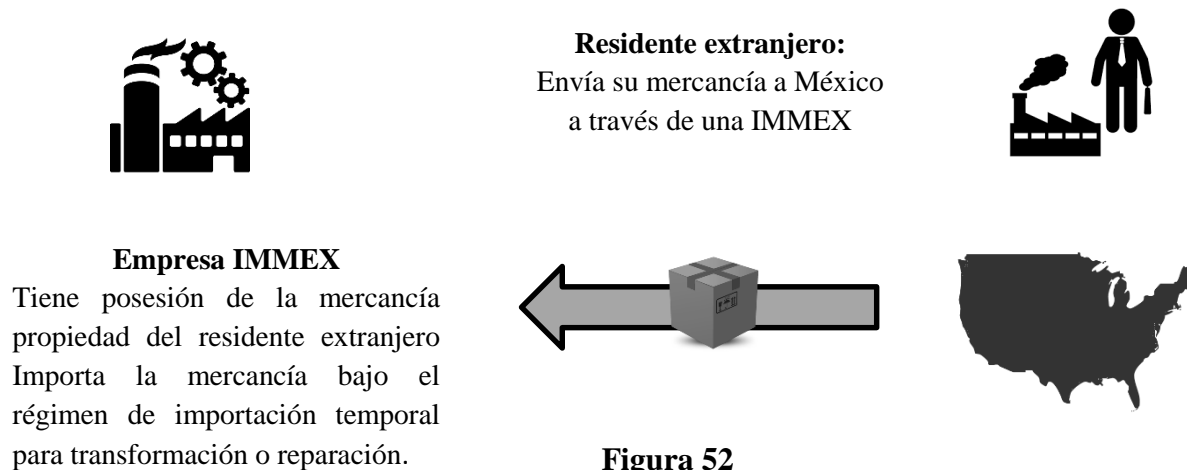 Residente extranjero:
Envía su mercancía a México
a través de una IMMEX
Empresa IMMEX
Tiene posesión de la mercancía
propiedad del residente extranjero
Importa la mercancía bajo el
régimen de importación temporal
para transformación o reparación.
Figura 52